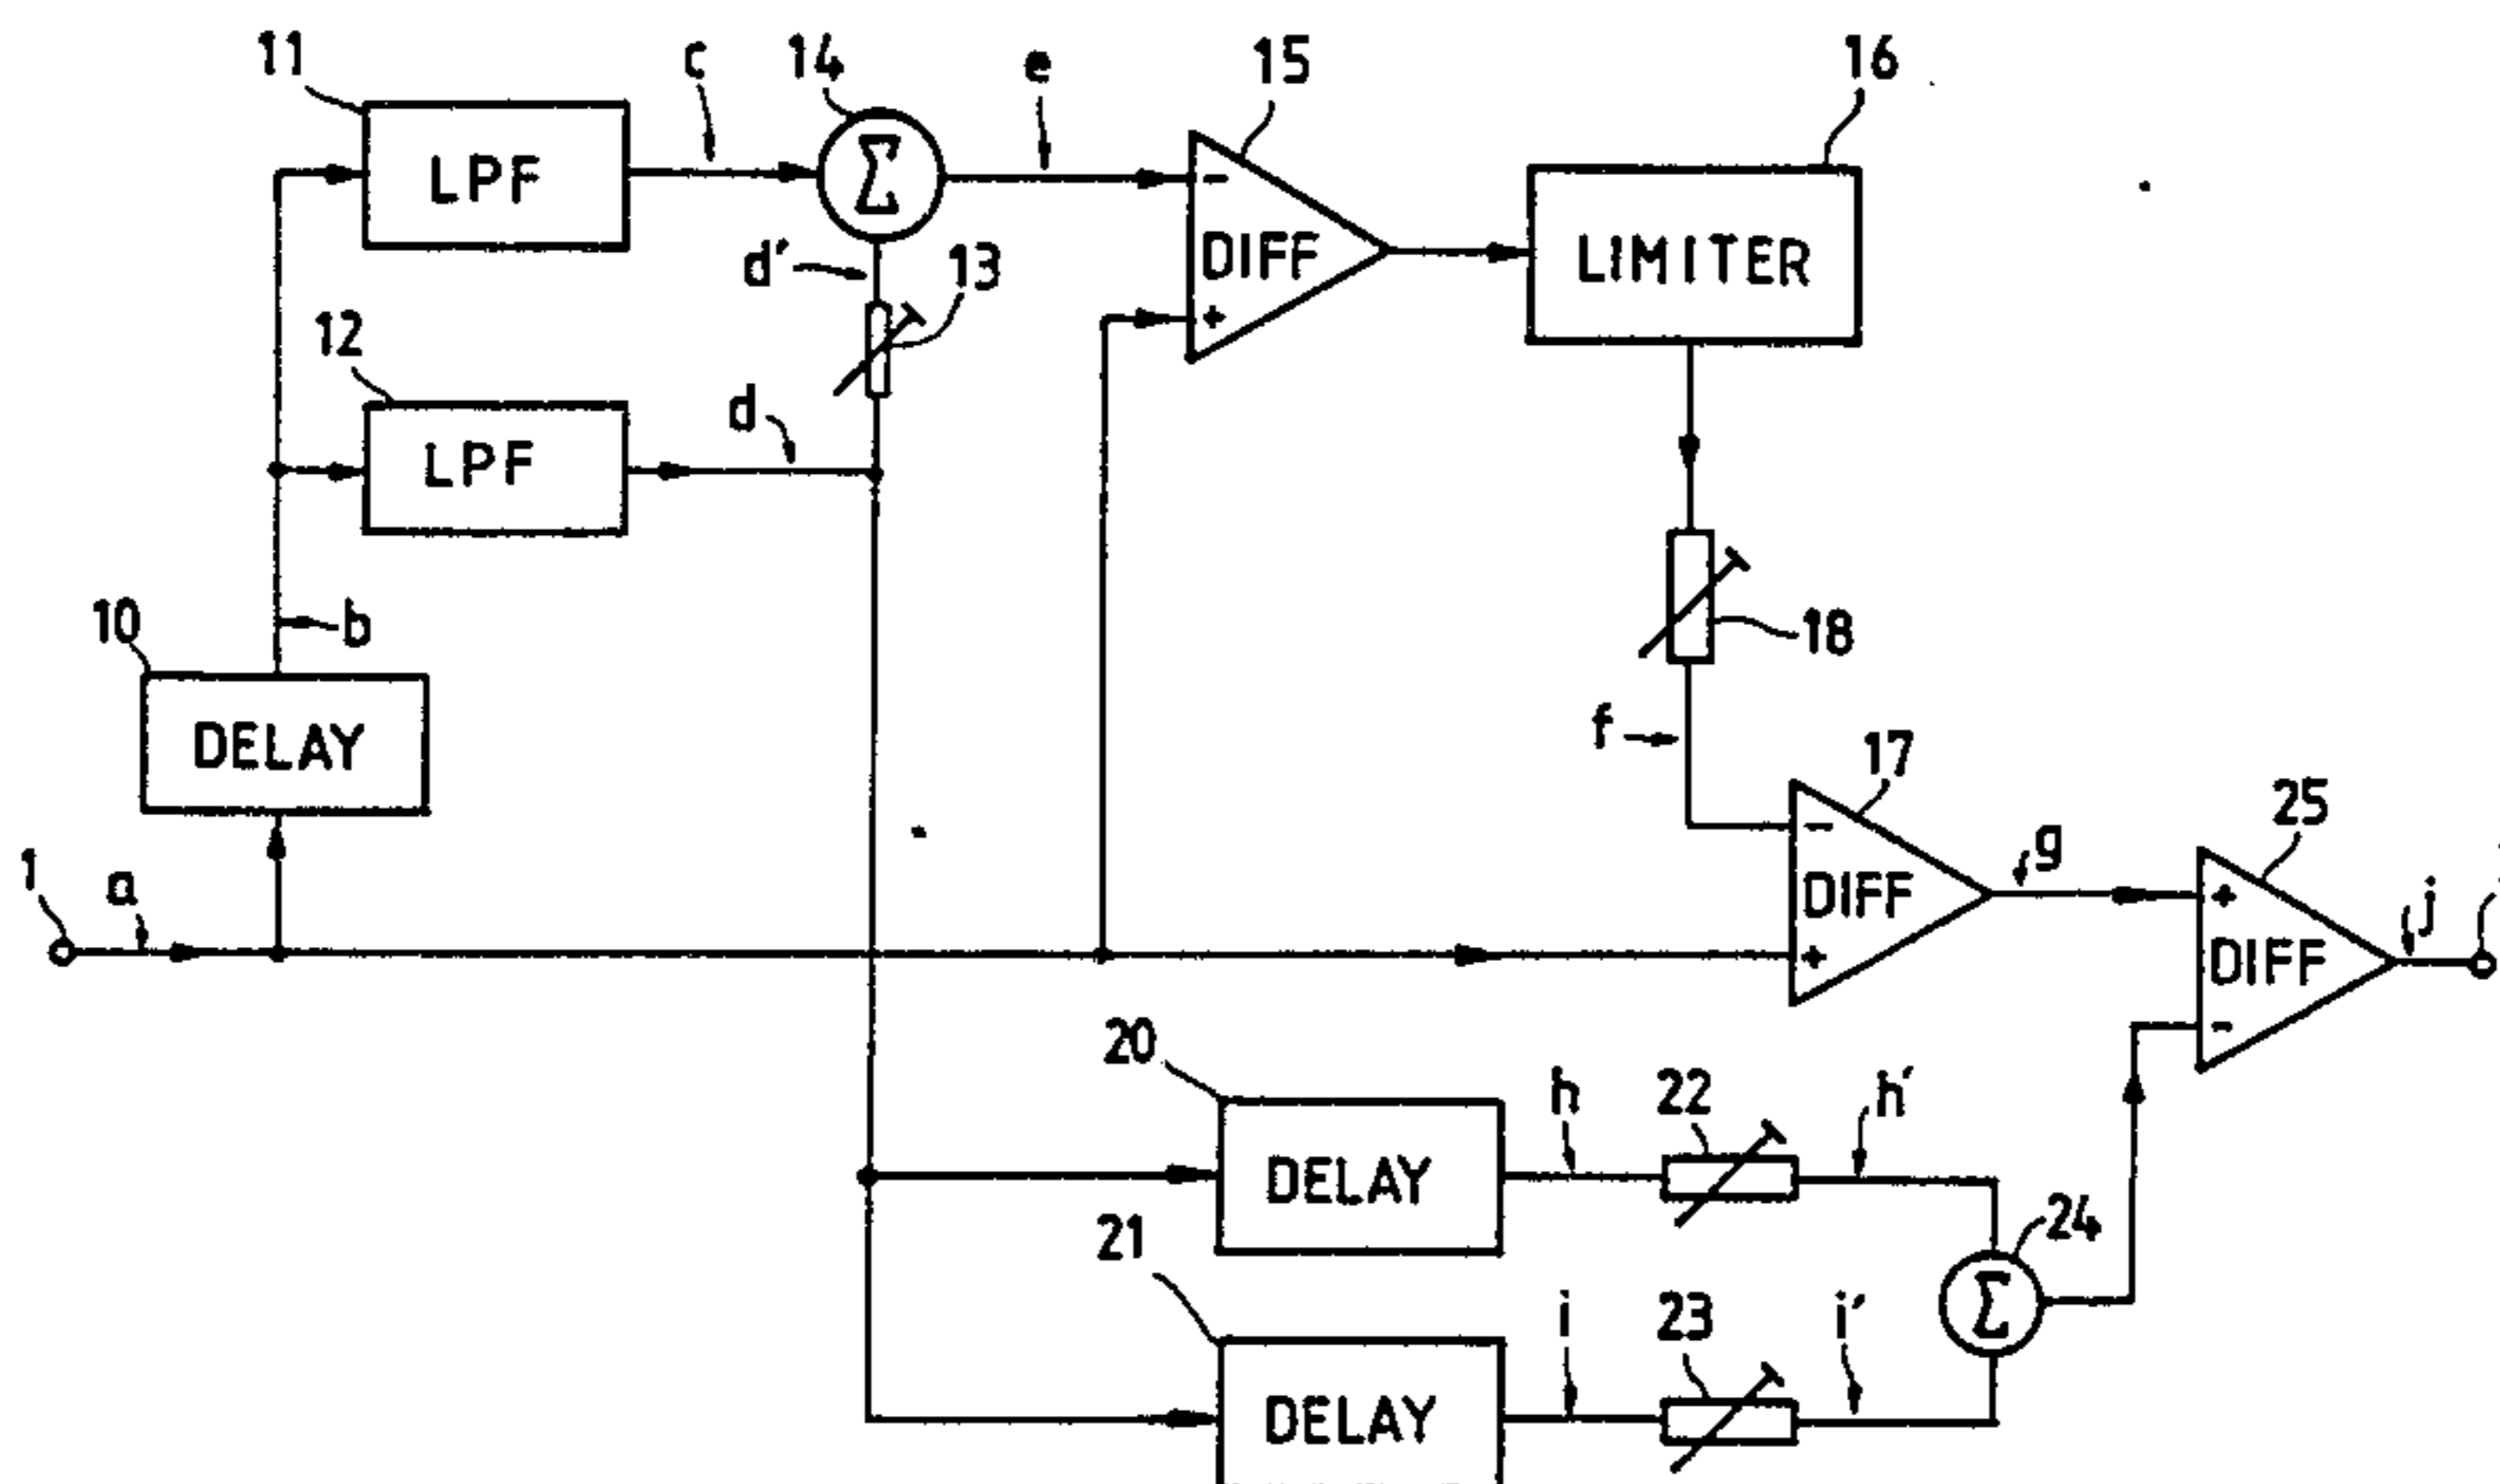 11
c
14
e
15
16
LPF
Σ
-
DIFF
+
LIMITER
d'
13
12
LPF
d
18
10
b
DELAY
f
17
-
DIFF
+
g
25
1
a
+
DIFF
-
j
20
DELAY
h
22
h'
24
Σ
21
DELAY
i
23
i'